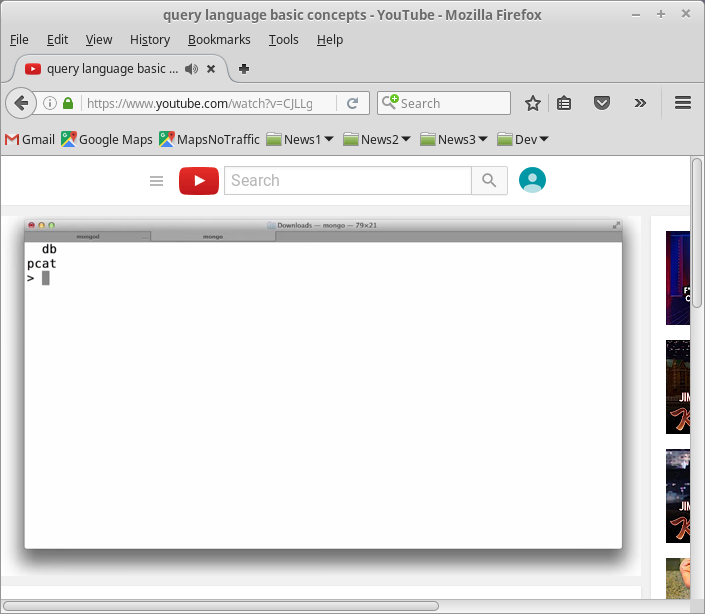 query language basic concepts - YouTube - Mozilla Firefox
File Edit View History Bookmarks Tools Help
query language basic ...
https://www.youtube.com/watch?v=CJLLg
Search
Gmail Google Maps MapsNoTraffic News1 News2 News3 Dev
Search
Downloads — mongo — 79×21
mongod mongo
db
pcat
>
JIM
JIM